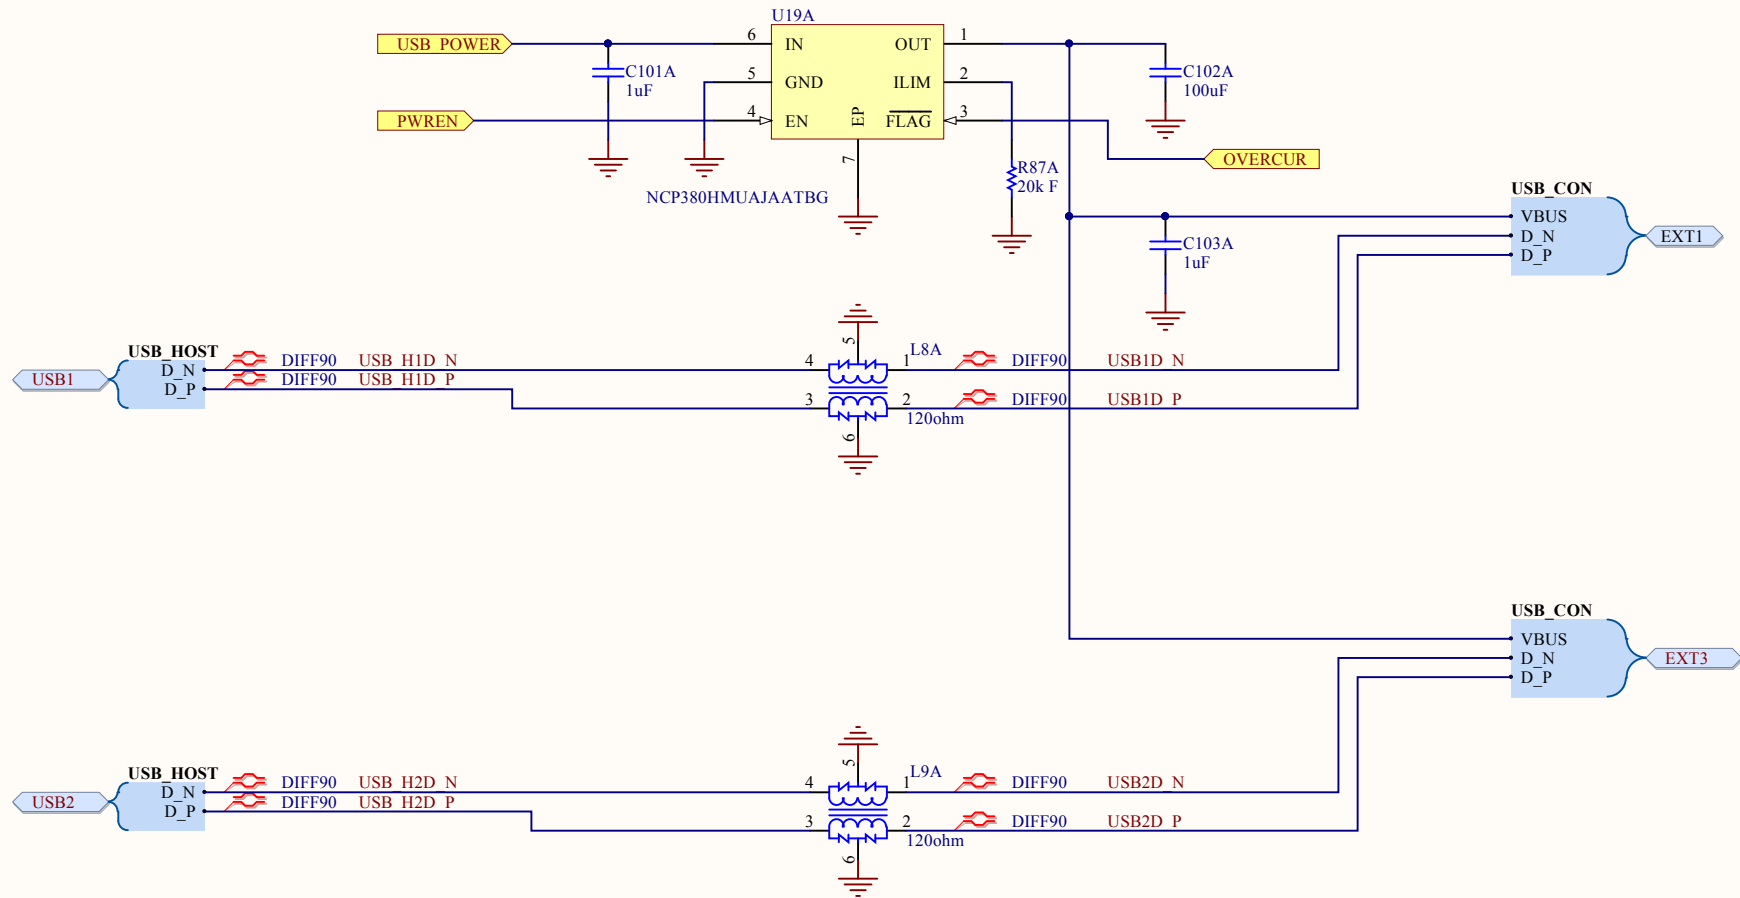 U19A
USB_POWER
6
IN
OUT
1
C101A
1uF
5
GND
ILIM
2
C102A
100uF
PWREN
4
EN
EP
FLAG
3
7
OVERCUR
R87A
20k F
NCP380HMUAJAATBG
USB_CON
VBUS
D_N
D_P
EXT1
C103A
1uF
USB_HOST
D_N
D_P
USB1
DIFF90
USB_H1D_N
DIFF90
USB_H1D_P
4
5
1
L8A
DIFF90
USB1D_N
3
6
2
120ohm
DIFF90
USB1D_P
USB_CON
VBUS
D_N
D_P
EXT3
USB_HOST
D_N
D_P
USB2
DIFF90
USB_H2D_N
DIFF90
USB_H2D_P
4
5
1
L9A
DIFF90
USB2D_N
3
6
2
120ohm
DIFF90
USB2D_P